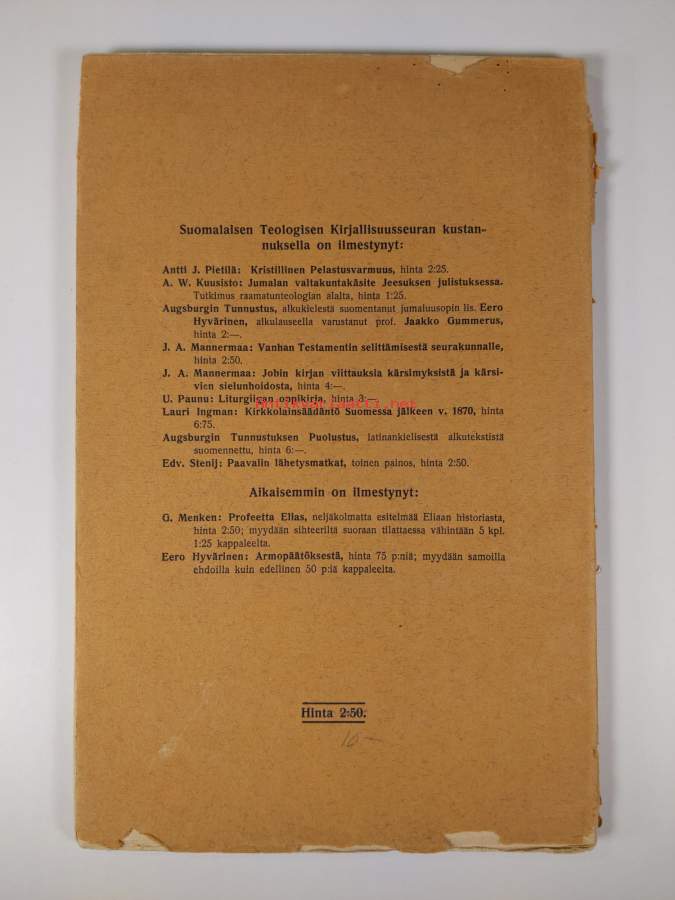 Suomalaisen Teologisen Kirjallisuusseuran kustan-
nuksella on ilmestynyt:
Antti J. Pietilä: Kristillinen Pelastusvarmuus, hinta 2:25.
A. W. Kuusisto: Jumalan valtakuntakäsite Jeesuksen julistuksessa.
Tutkimus raamatunteologian alalta, hinta 1:25.
Augsburgin Tunnustus, alkukielestä suomentanut jumaluusopin lis. Eero
Hyvärinen, alkulauseella varustanut prof. Jaakko Gummerus,
hinta 2:—.
J. A. Mannermaa: Vanhan Testamentin selittämisestä seurakunnalle,
hinta 2:50.
J. A. Mannermaa: Jobin kirjan viittauksia kärsimyksistä ja kärsi-
vien sielunhoidosta, hinta 4:—.
U. Paunu: Liturgiikan oppikirja, hinta 3:—.
Antikvariaatti.net
Lauri Ingman: Kirkkolainsäädäntö Suomessa jälkeen v. 1870, hinta
6:75.
Augsburgin Tunnustuksen Puolustus, latinankielisestä alkutekstistä
suomennettu, hinta 6:—.
Edv. Stenij: Paavalin lähetysmatkat, toinen painos, hinta 2:50.
Aikaisemmin on ilmestynyt:
G. Menken: Profeetta Elias, neljäkolmatta esitelmää Eliaan historiasta,
hinta 2:50; myydään sihteeriltä suoraan tilattaessa vähintään 5 kpl.
1:25 kappaleelta.
Eero Hyvärinen: Armopäätöksestä, hinta 75 p:niä; myydään samoilla
ehdoilla kuin edellinen 50 p:iä kappaleelta.
Hinta 2:50.
10 —